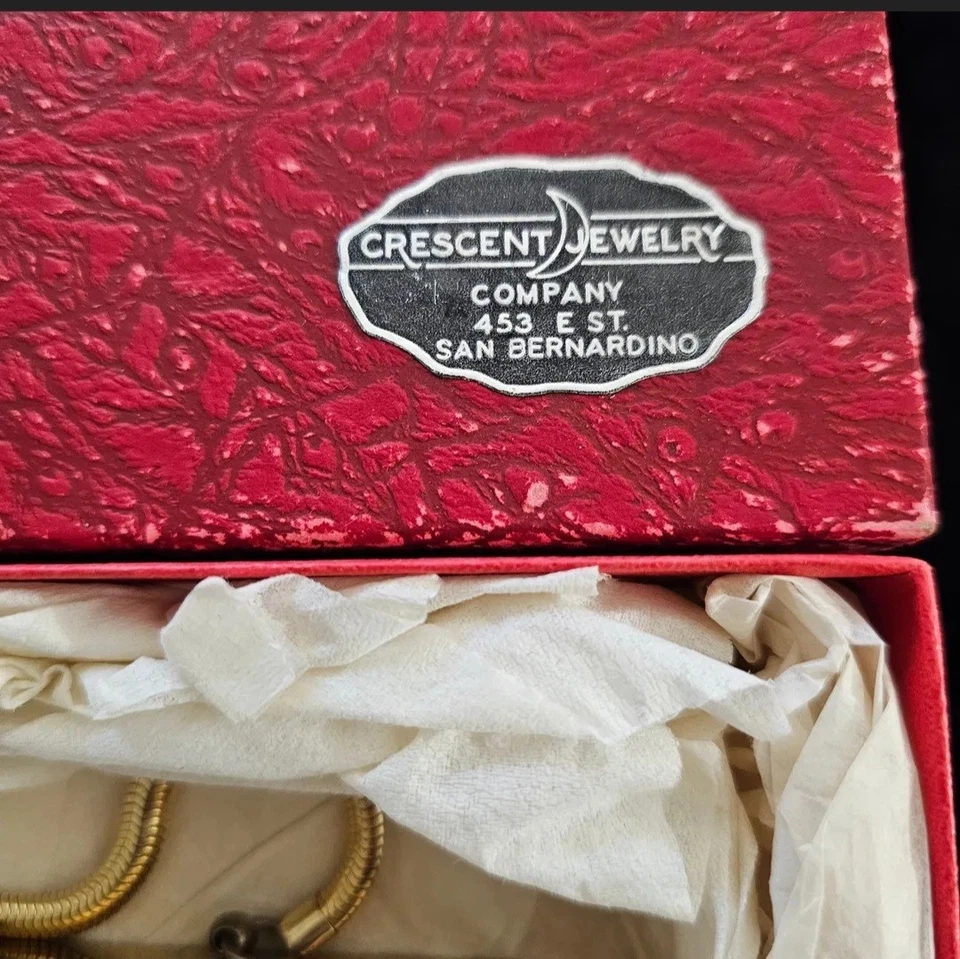 CRESCENT JEWELRY
COMPANY
453 E ST.
SAN BERNARDINO